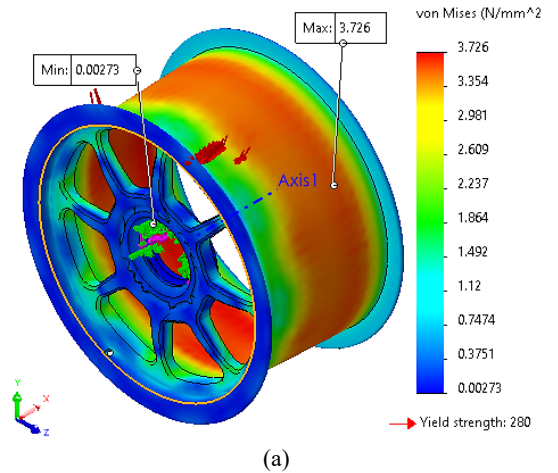 von Mises (N/mm^2
Max: 3.726
Min: 0.00273
3.726
3.354
2.981
2.609
2.237
1.864
1.492
1.12
0.7474
0.3751
0.00273
Axis1
Yield strength: 280
Y
X
Z
(a)